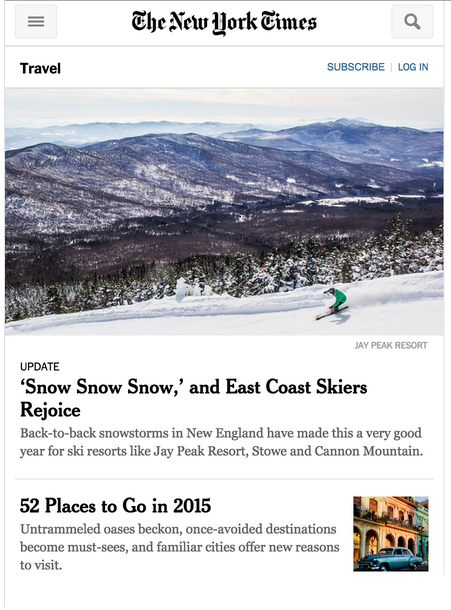 The New York Times
Travel
SUBSCRIBE | LOG IN
JAY PEAK RESORT
UPDATE
‘Snow Snow Snow,’ and East Coast Skiers
Rejoice
Back-to-back snowstorms in New England have made this a very good
year for ski resorts like Jay Peak Resort, Stowe and Cannon Mountain.
52 Places to Go in 2015
Untrammeled oases beckon, once-avoided destinations
become must-sees, and familiar cities offer new reasons
to visit.